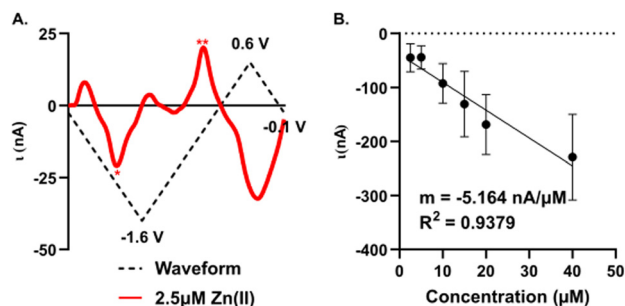 A.
25
0
-25
-50
ι (nA)
**
*
0.6 V
-0.1 V
-1.6 V
Waveform
2.5µM Zn(II)
B.
0
-100
-200
-300
-400
ι(nA)
m = -5.164 nA/µM
R² = 0.9379
0 10 20 30 40 50
Concentration (µM)